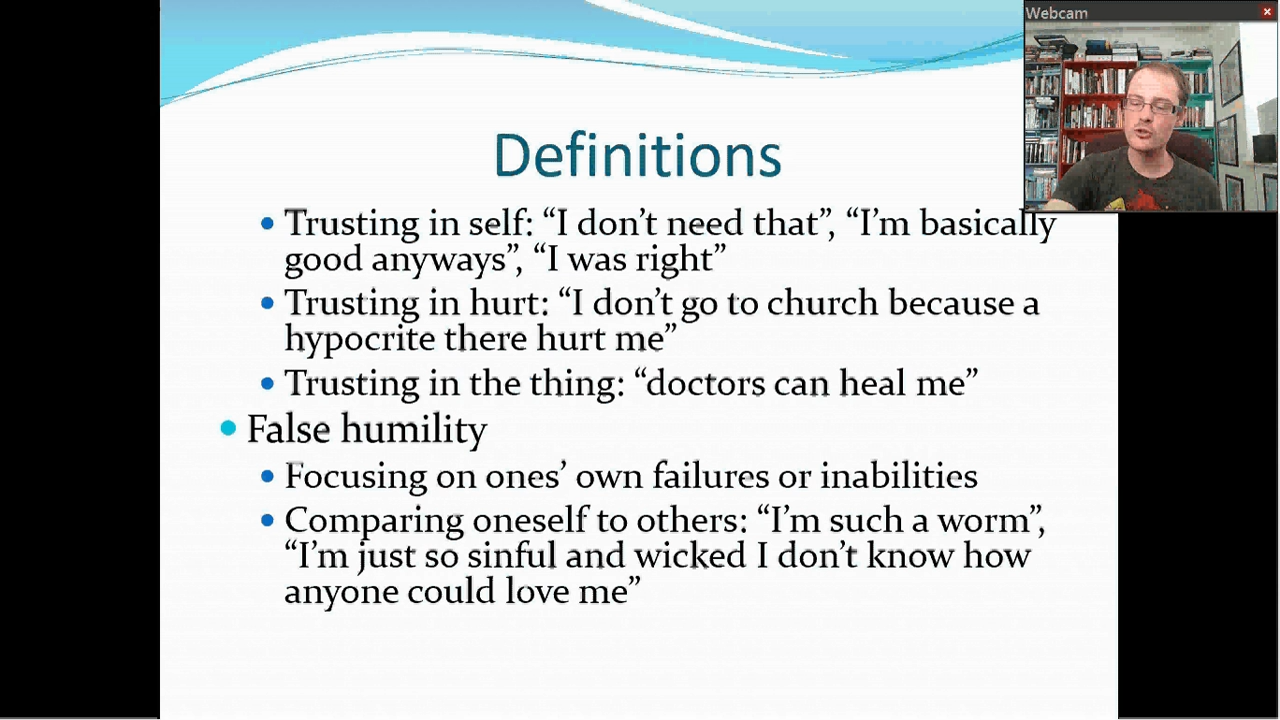 Webcam
Definitions
• Trusting in self: “I don’t need that”, “I’m basically
good anyways”, “I was right”
• Trusting in hurt: “I don’t go to church because a
hypocrite there hurt me”
• Trusting in the thing: “doctors can heal me”
• False humility
• Focusing on ones’ own failures or inabilities
• Comparing oneself to others: “I’m such a worm”,
“I’m just so sinful and wicked I don’t know how
anyone could love me”